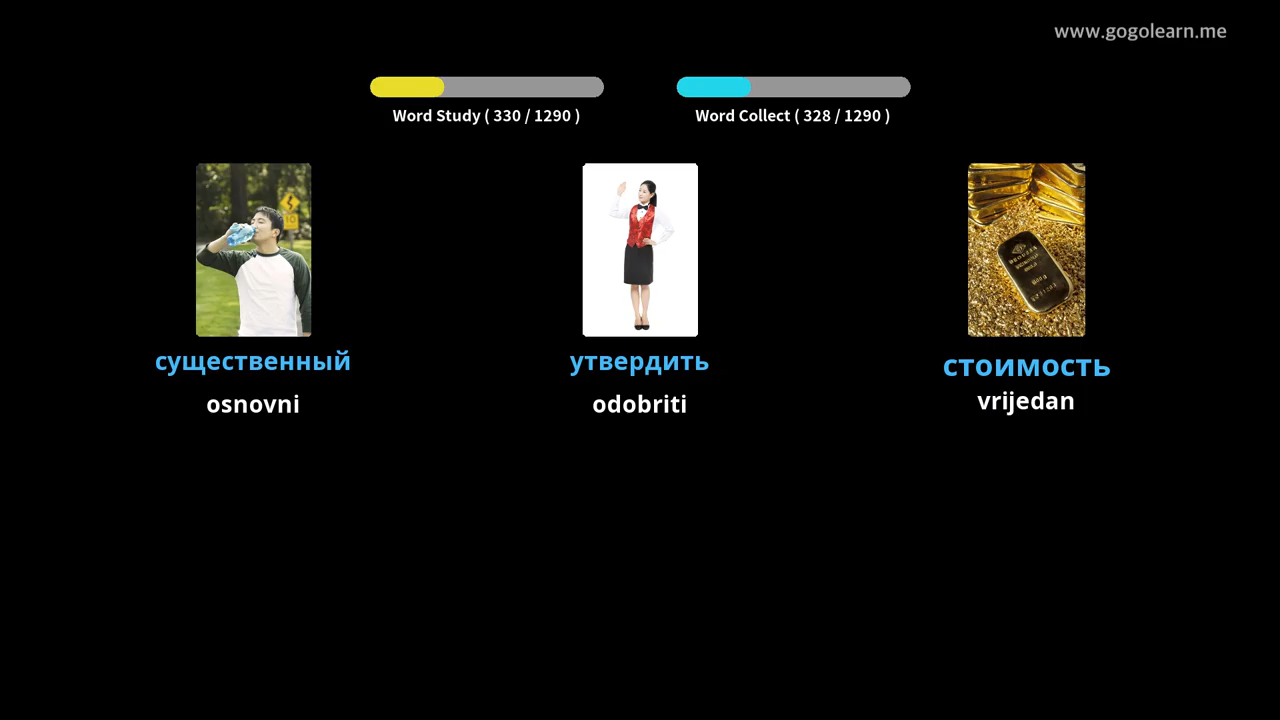 www.gogolearn.me
Word Study ( 330 / 1290 )
Word Collect ( 328 / 1290 )
существенный
утвердить
стоимость
osnovni
odobriti
vrijedan